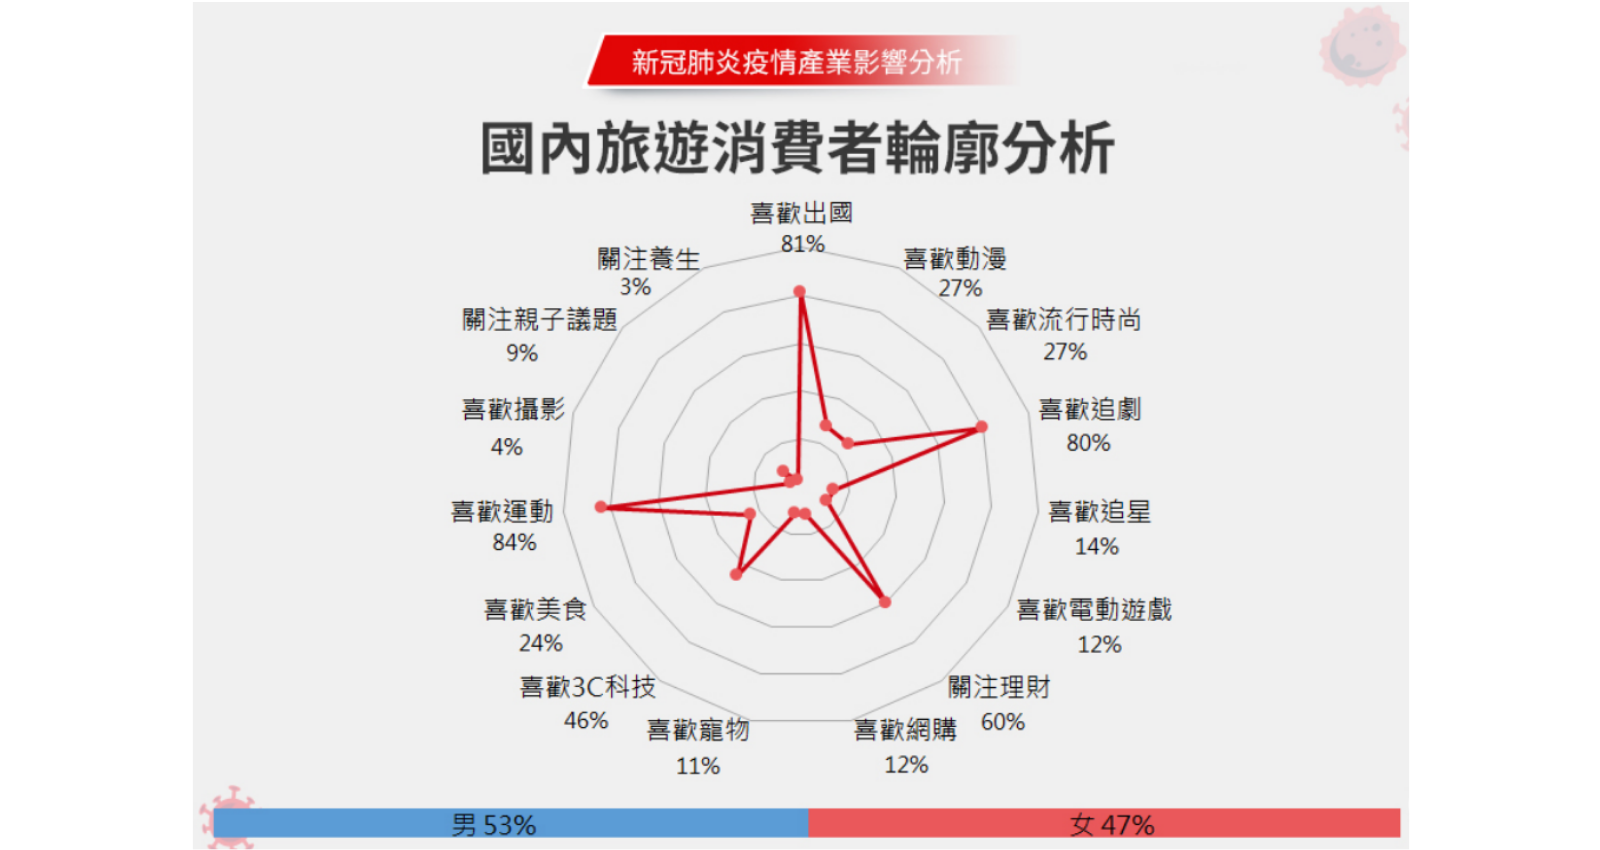 新冠肺炎疫情產業影響分析
國內旅遊消費者輪廓分析
喜歡出國
81%
喜歡動漫
27%
喜歡流行時尚
27%
喜歡追劇
80%
喜歡追星
14%
喜歡電動遊戲
12%
關注理財
60%
喜歡網購
12%
喜歡寵物
11%
喜歡3C科技
46%
喜歡美食
24%
喜歡運動
84%
喜歡攝影
4%
關注親子議題
9%
關注養生
3%
男 53%
女 47%